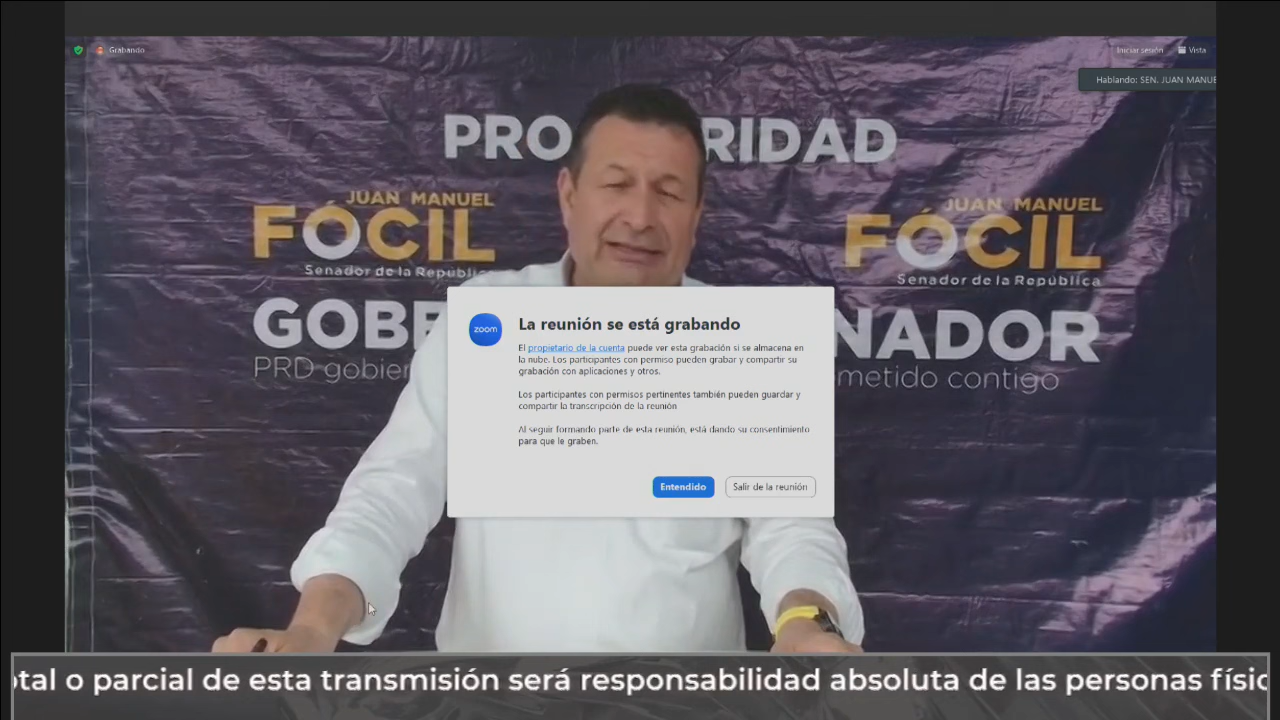 Grabando
Iniciar sesión
Vista
Hablando: SEN. JUAN MANUE
PRO RIDAD
JUAN MANUEL
FÓCIL
Senador de la República
JUAN MANUEL
FÓCIL
Senador de la República
GOBE NADOR
PRD gobier metido contigo
zoom
La reunión se está grabando
El propietario de la cuenta puede ver esta grabación si se almacena en
la nube. Los participantes con permiso pueden grabar y compartir su
grabación con aplicaciones y otros.
Los participantes con permisos pertinentes también pueden guardar y
compartir la transcripción de la reunión
Al seguir formando parte de esta reunión, está dando su consentimiento
para que le graben.
Entendido
Salir de la reunión
otal o parcial de esta transmisión será responsabilidad absoluta de las personas físic